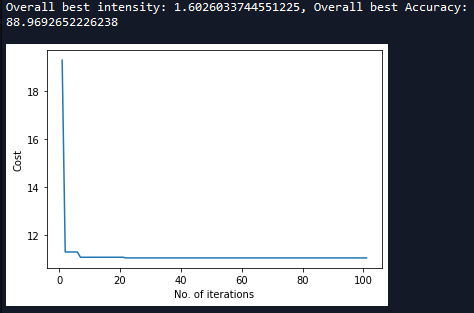 Overall best intensity: 1.6026033744551225, Overall best Accuracy:
88.9692652226238
18
16
14
12
Cost
0 20 40 60 80 100
No. of iterations